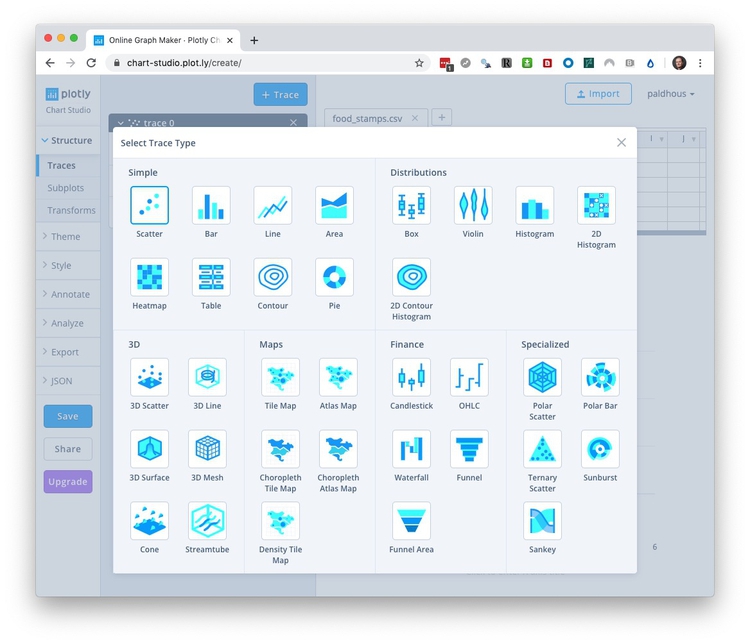 Online Graph Maker · Plotly Ch
chart-studio.plot.ly/create/
plotly
Chart Studio
+ Trace
Import
paldhous
Structure
trace 0
food_stamps.csv
Traces
Subplots
Transforms
Theme
Style
Annotate
Analyze
Export
JSON
Save
Share
Upgrade
I
J
Select Trace Type
Simple
Scatter
Bar
Line
Area
Heatmap
Table
Contour
Pie
Distributions
Box
Violin
Histogram
2D
Histogram
2D Contour
Histogram
3D
3D Scatter
3D Line
3D Surface
3D Mesh
Cone
Streamtube
Maps
Tile Map
Atlas Map
Choropleth
Tile Map
Choropleth
Atlas Map
Density Tile
Map
Finance
Candlestick
OHLC
Waterfall
Funnel
Funnel Area
Specialized
Polar
Scatter
Polar Bar
Ternary
Scatter
Sunburst
Sankey
6